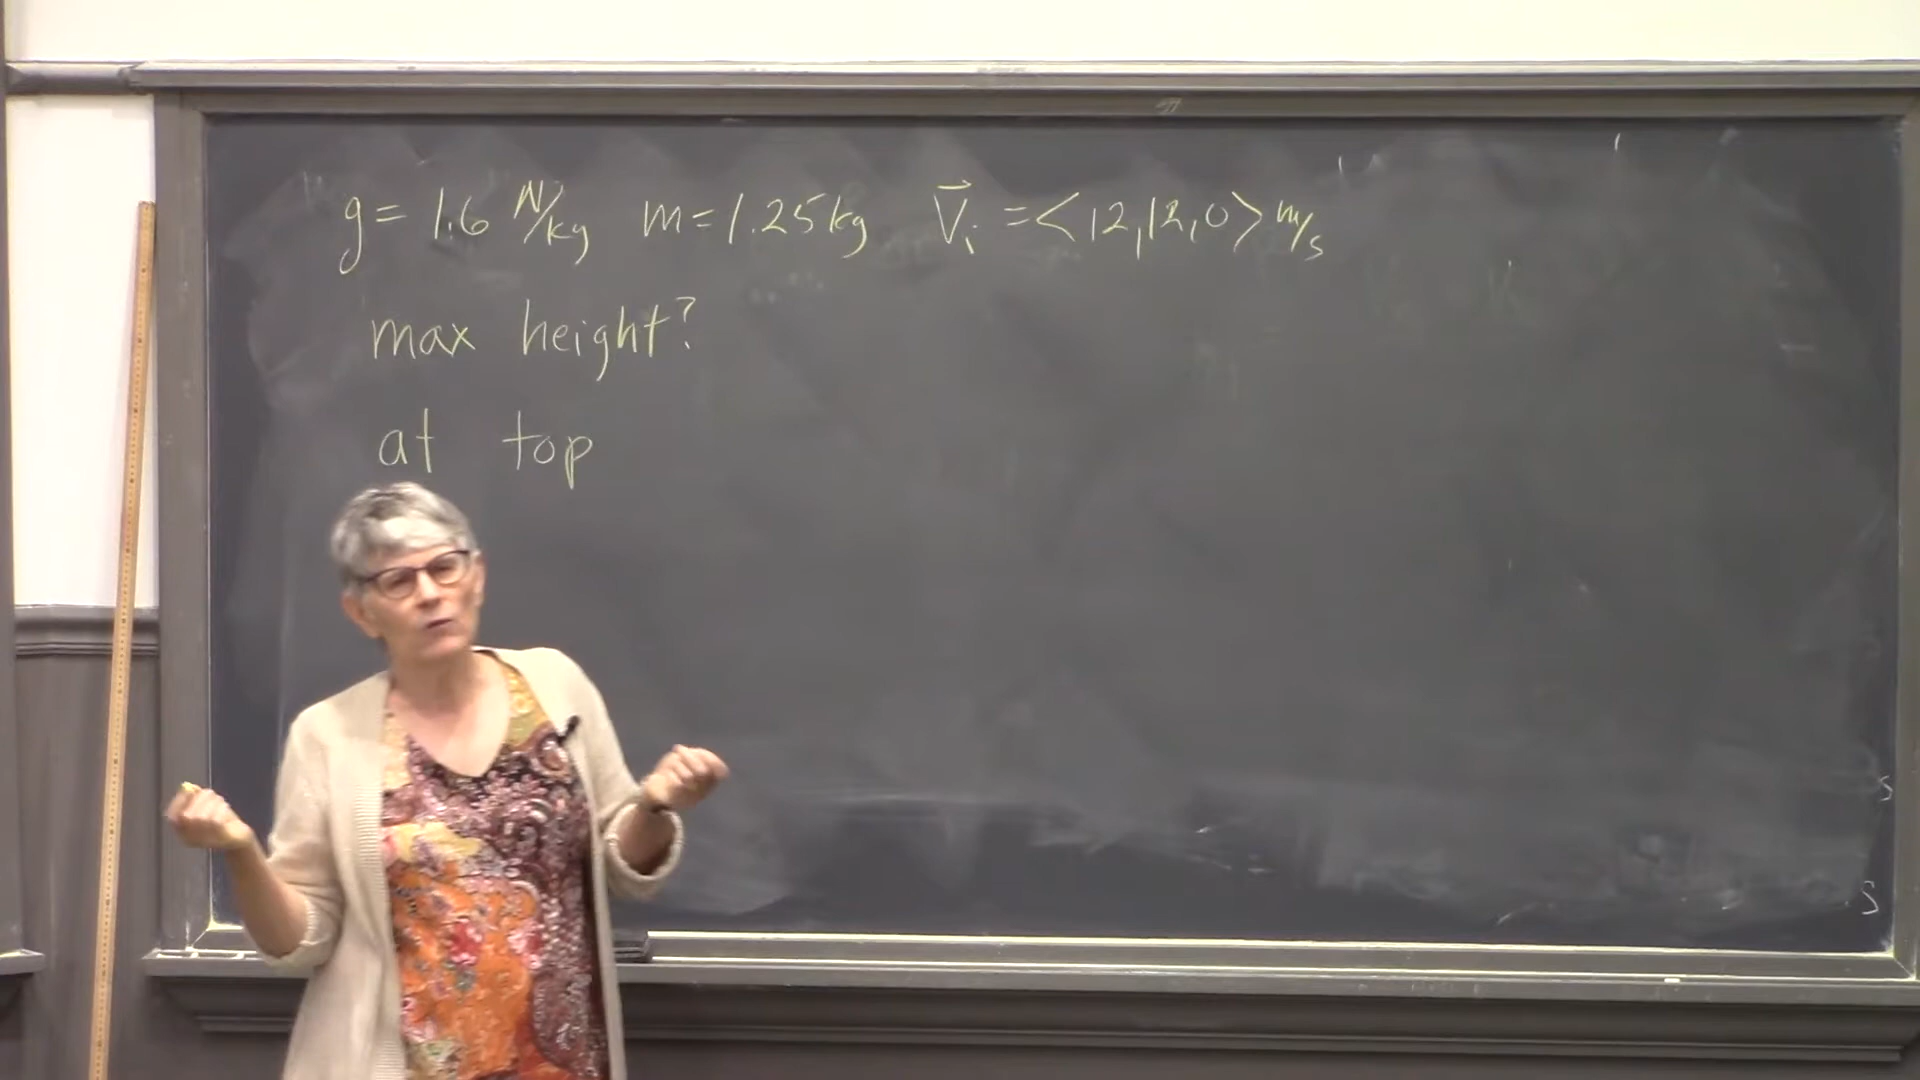 g = 1.6 N/kg m = 1.25 kg V⃗i = <12,12,0> m/s
max height?
at top